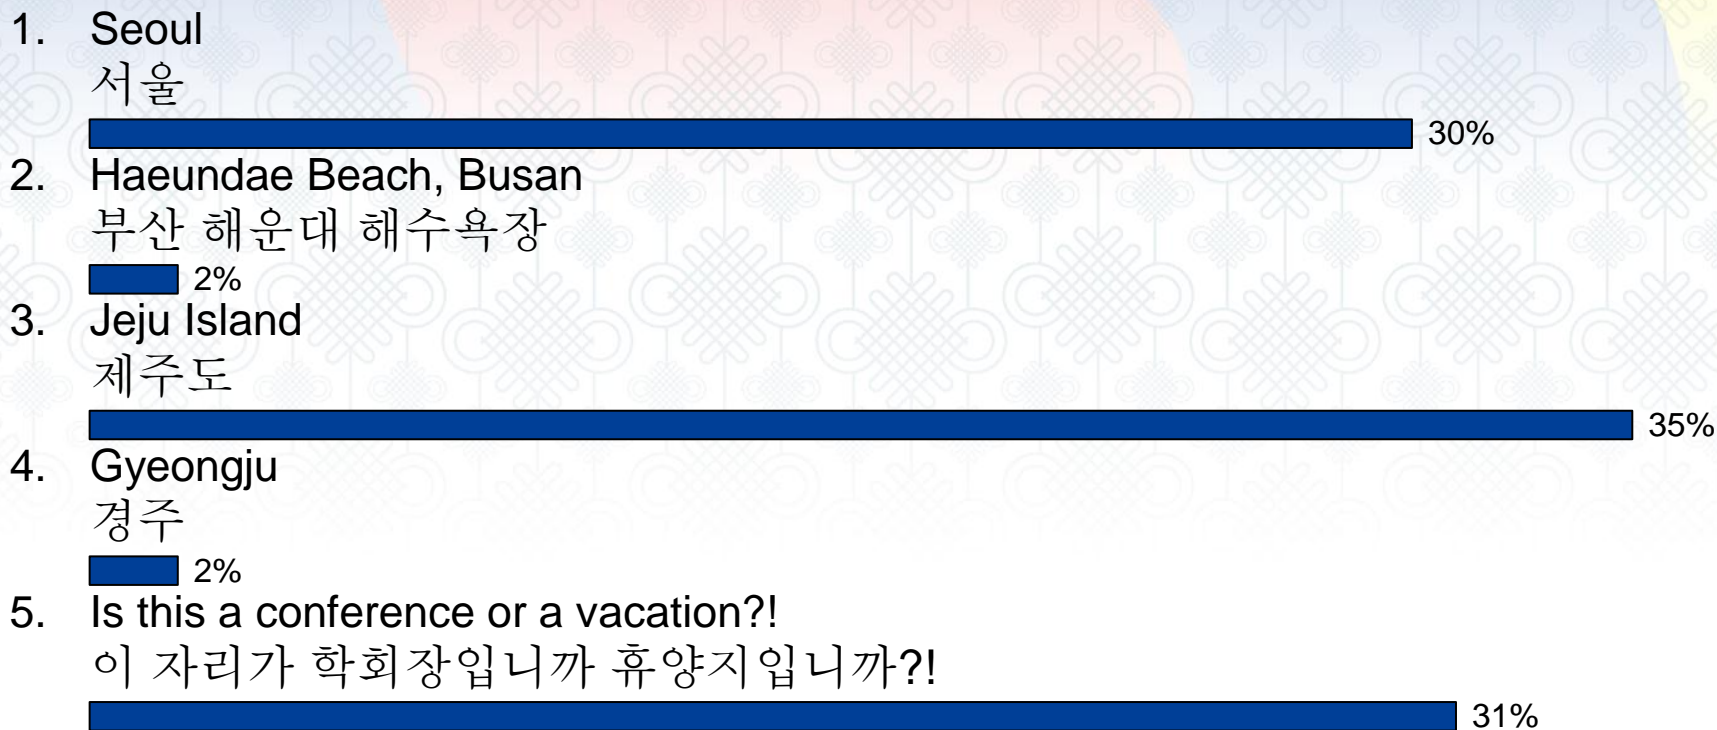 1. Seoul
서울
30%
2. Haeundae Beach, Busan
부산 해운대 해수욕장
2%
3. Jeju Island
제주도
35%
4. Gyeongju
경주
2%
5. Is this a conference or a vacation?!
이 자리가 학회장입니까 휴양지입니까?!
31%